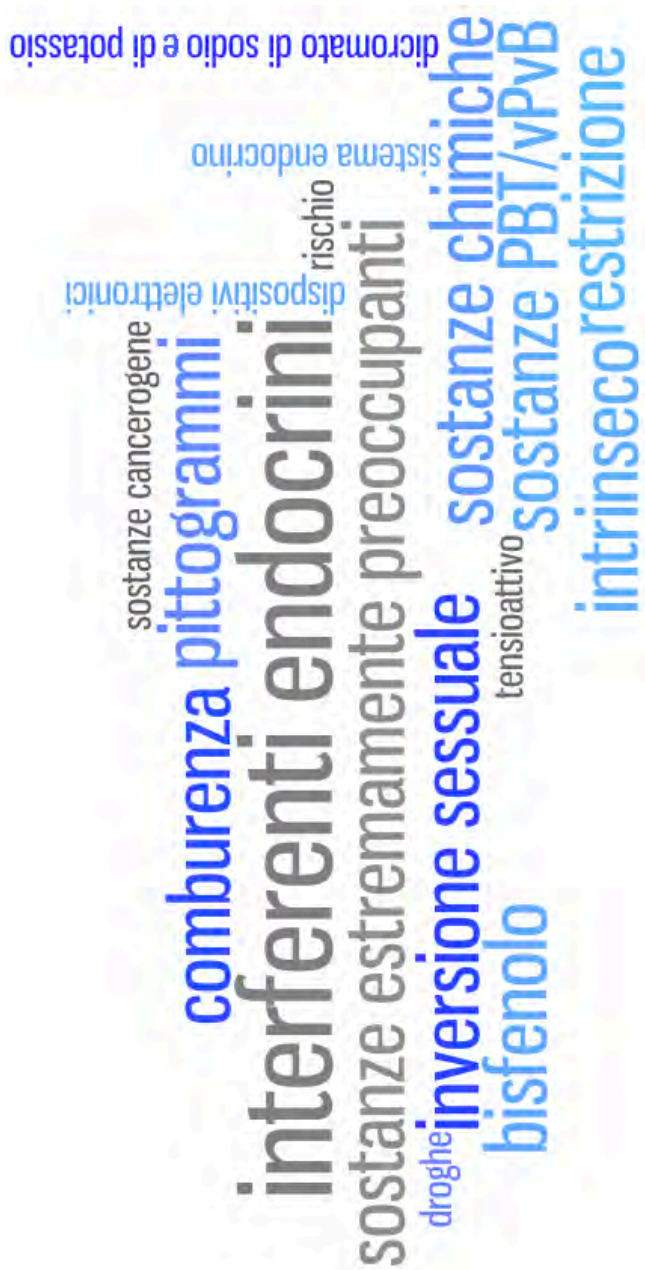 dicromato di sodio e di potassio
sistema endocrino
dispositivi elettronici
sostanze cancerogene
comburenza
pittogrammi
interferenti endocrini
rischio
sostanze estremamente preoccupanti
droghe
inversione sessuale
sostanze chimiche
bisfenolo
tensioattivo
sostanze PBT/vPvB
intrinseco
restrizione